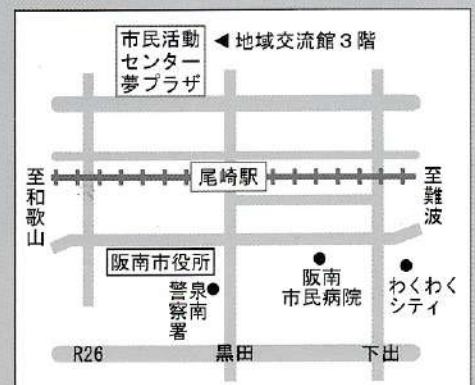 市民活動
センター
夢プラザ
◀地域交流館3階
尾崎駅
至和歌山
至難波
阪南市役所
泉南
警察署
阪南
市民病院
わくわく
シティ
R26
黒田
下出